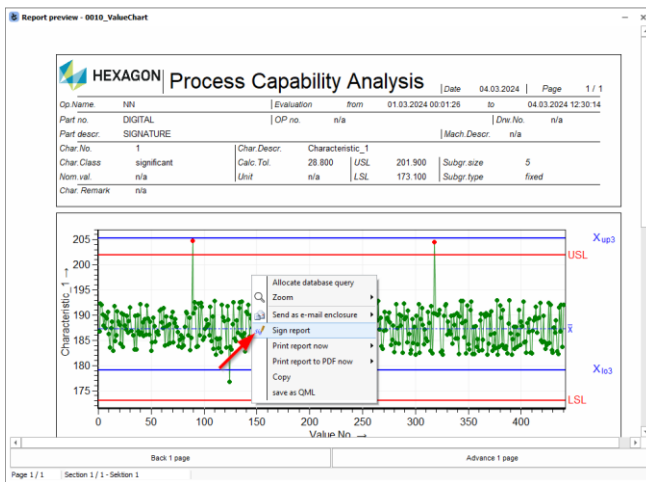 Report preview - 0010_ValueChart
HEXAGON Process Capability Analysis Date 04.03.2024 Page 1/1
Op.Name. NN Evaluation from 01.03.2024 00:01:26 to 04.03.2024 12:30:14
Part no. DIGITAL OP no. n/a Drw.No. n/a
Part descr. SIGNATURE Mach.Descr. n/a
Char.No. 1 Char.Descr. Characteristic_1
Char.Class significant Calc.Tol. 28.800 USL 201.900 Subgr.size 5
Nom.val. n/a Unit n/a LSL 173.100 Subgr.type fixed
Char. Remark n/a
Characteristic_1 →
205
200
195
190
185
180
175
Xup3
USL
x̄
Xlo3
LSL
Allocate database query
Zoom
Send as e-mail enclosure
Sign report
Print report now
Print report to PDF now
Copy
save as QML
0 50 100 150 200 250 300 350 400
Value No. →
Back 1 page Advance 1 page
Page 1 / 1 Section 1 / 1 - Sektion 1